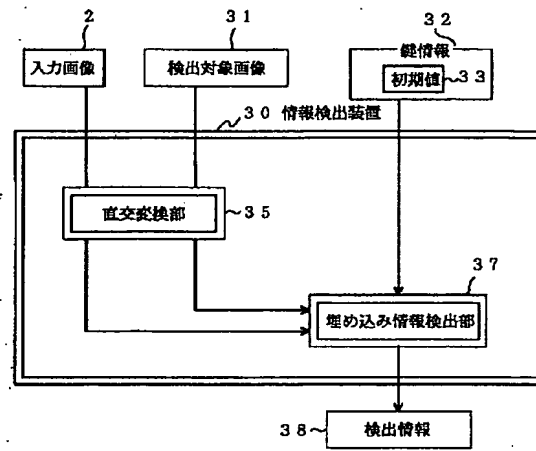 2
31
32
入力画像
検出対象画像
鍵情報
初期値
33
30 情報検出装置
直交変換部
35
37
埋め込み情報検出部
38
検出情報